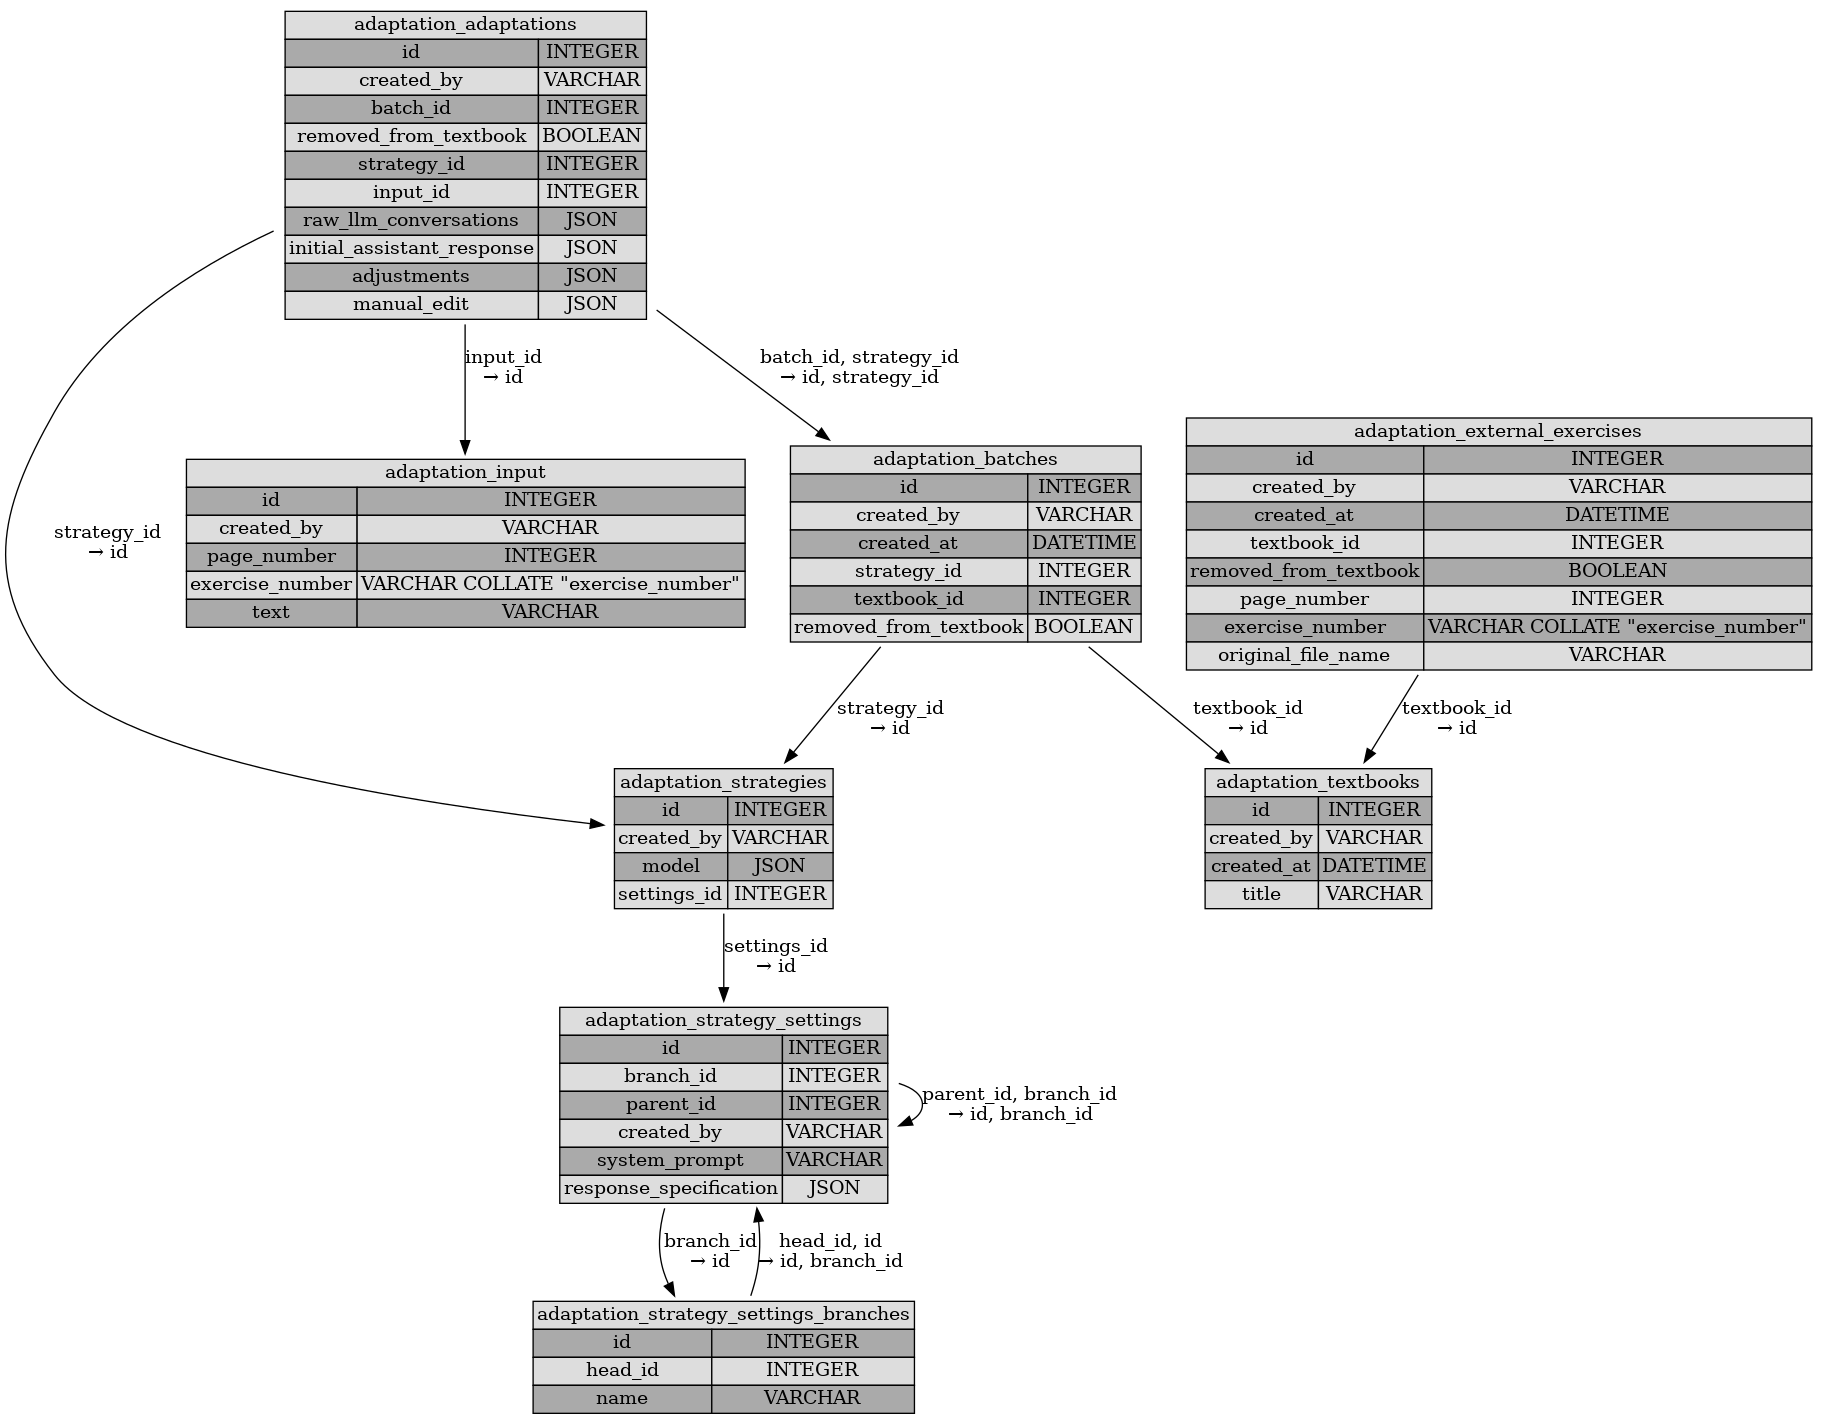 adaptation_adaptations
id INTEGER
created_by VARCHAR
batch_id INTEGER
removed_from_textbook BOOLEAN
strategy_id INTEGER
input_id INTEGER
raw_llm_conversations JSON
initial_assistant_response JSON
adjustments JSON
manual_edit JSON
input_id
→ id
batch_id, strategy_id
→ id, strategy_id
strategy_id
→ id
adaptation_input
id INTEGER
created_by VARCHAR
page_number INTEGER
exercise_number VARCHAR COLLATE "exercise_number"
text VARCHAR
adaptation_batches
id INTEGER
created_by VARCHAR
created_at DATETIME
strategy_id INTEGER
textbook_id INTEGER
removed_from_textbook BOOLEAN
adaptation_external_exercises
id INTEGER
created_by VARCHAR
created_at DATETIME
textbook_id INTEGER
removed_from_textbook BOOLEAN
page_number INTEGER
exercise_number VARCHAR COLLATE "exercise_number"
original_file_name VARCHAR
strategy_id
→ id
textbook_id
→ id
textbook_id
→ id
adaptation_strategies
id INTEGER
created_by VARCHAR
model JSON
settings_id INTEGER
adaptation_textbooks
id INTEGER
created_by VARCHAR
created_at DATETIME
title VARCHAR
settings_id
→ id
adaptation_strategy_settings
id INTEGER
branch_id INTEGER
parent_id INTEGER
created_by VARCHAR
system_prompt VARCHAR
response_specification JSON
parent_id, branch_id
→ id, branch_id
branch_id
→ id
head_id, id
→ id, branch_id
adaptation_strategy_settings_branches
id INTEGER
head_id INTEGER
name VARCHAR